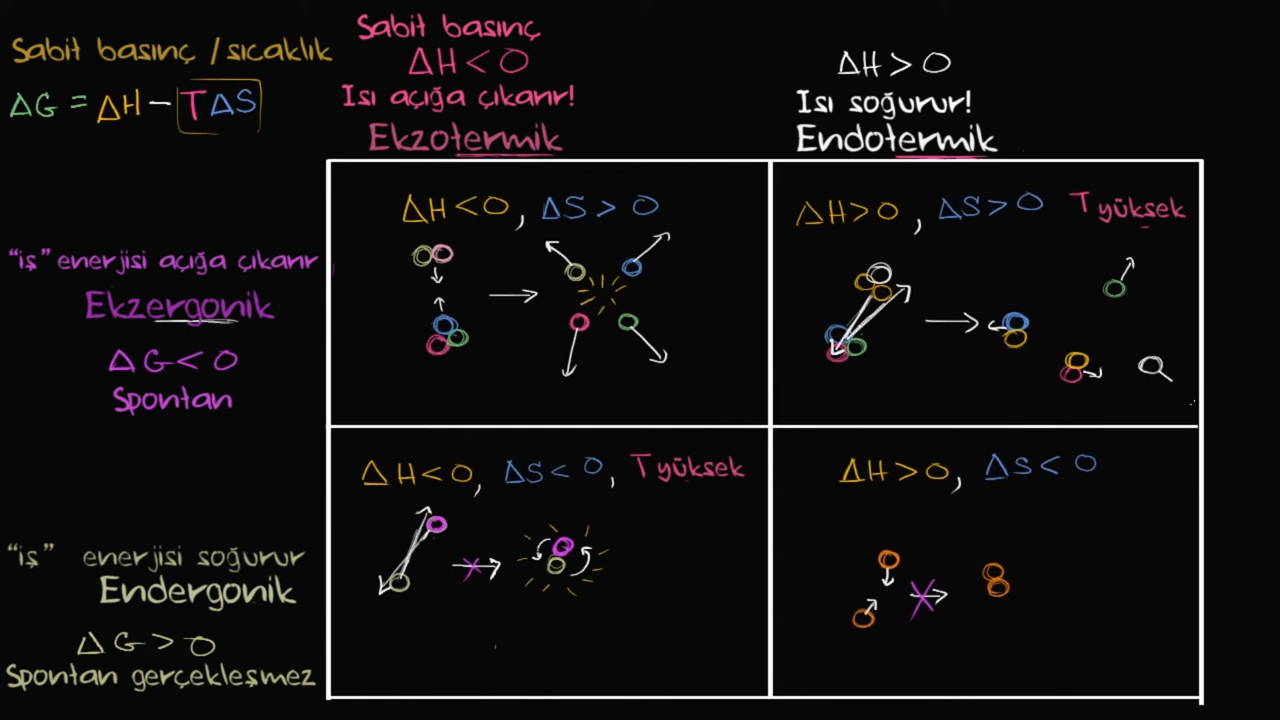 Sabit basınç / sıcaklık
ΔG = ΔH - TΔS
Sabit basınç
ΔH < 0
Isı açığa çıkarır!
Ekzotermik
ΔH > 0
Isı soğurur!
Endotermik
"iş" enerjisi açığa çıkarır
Ekzergonik
ΔG < 0
Spontan
ΔH < 0, ΔS > 0
ΔH > 0, ΔS > 0 T yüksek
"iş" enerjisi soğurur
Endergonik
ΔG > 0
Spontan gerçekleşmez
ΔH < 0, ΔS < 0, T yüksek
ΔH > 0, ΔS < 0